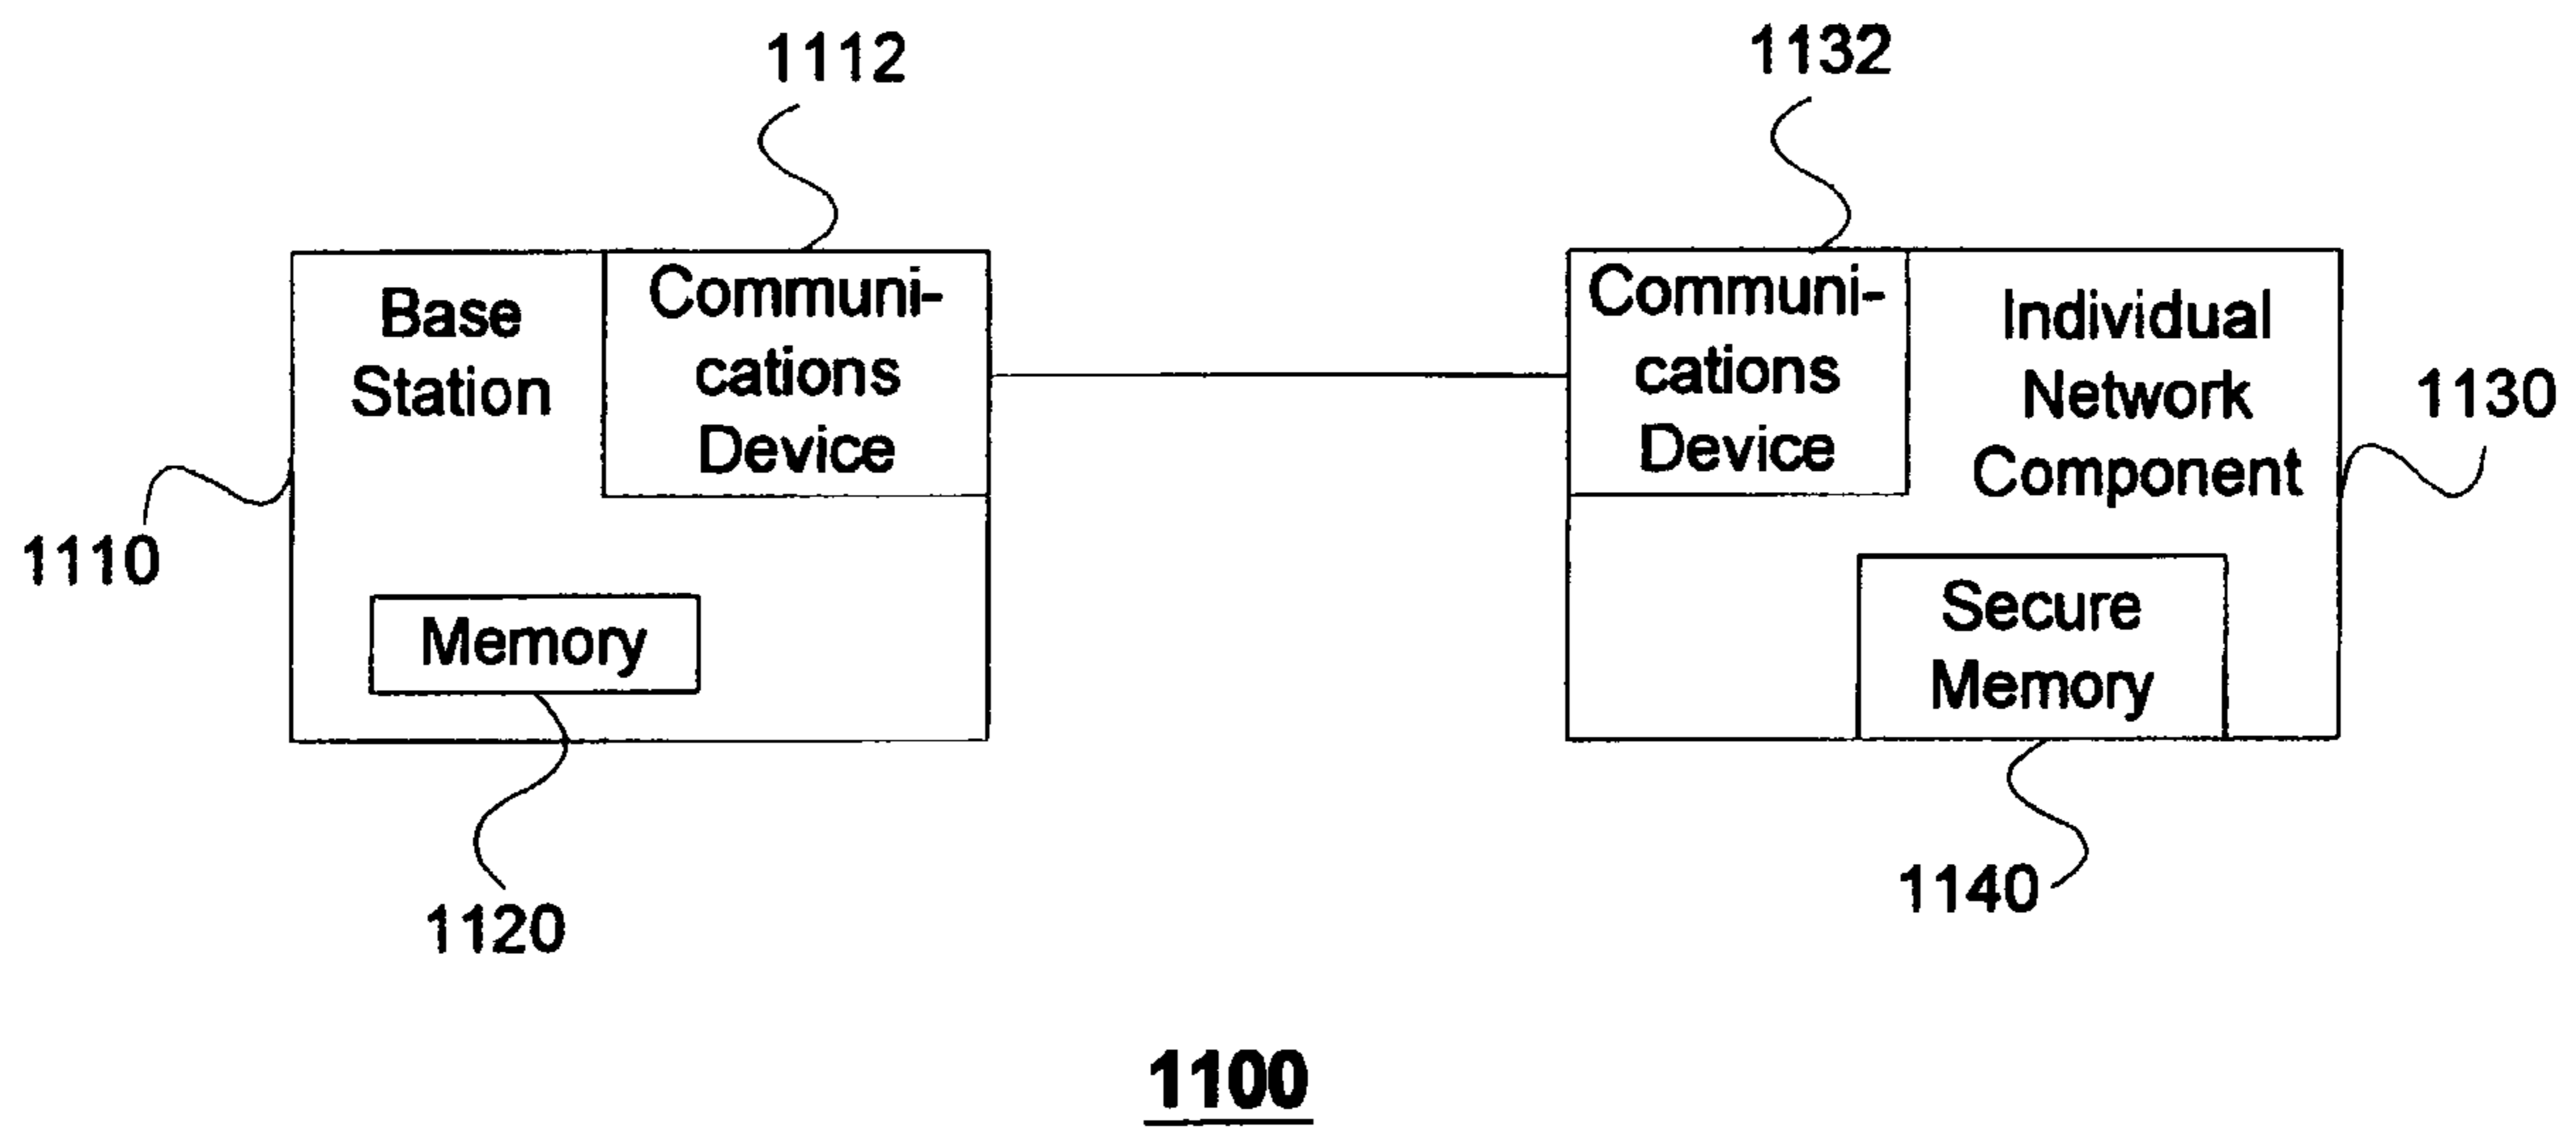 1112
1132
Base
Station
Communi-
cations
Device
Communi-
cations
Device
Individual
Network
Component
1130
1110
Memory
Secure
Memory
1120
1140
1100